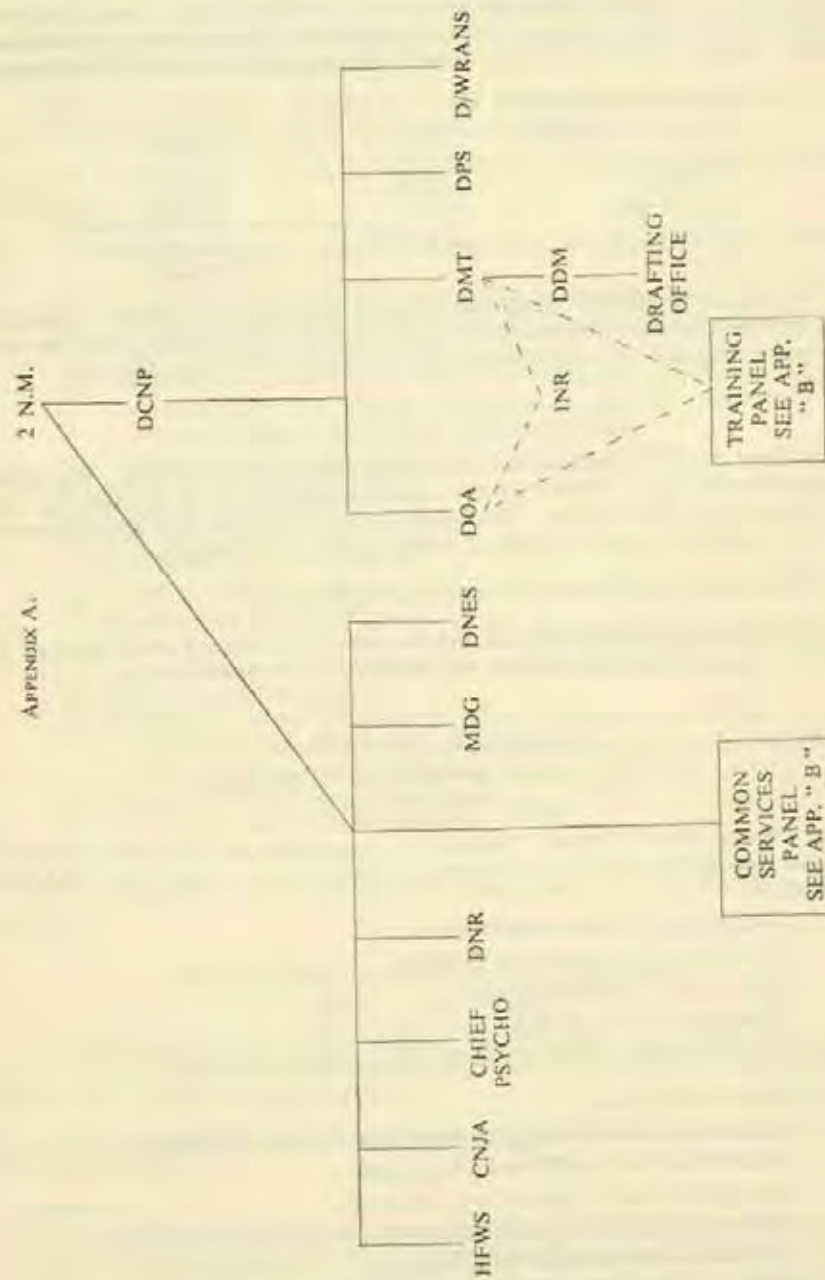 APPENDIX A.
2 N.M.
DCNP
HFWS
CNJA
CHIEF
PSYCHO
DNR
MDG
DNES
DOA
DMT
DPS
D/WRANS
INR
DDM
DRAFTING
OFFICE
COMMON
SERVICES
PANEL
SEE APP. "B"
TRAINING
PANEL
SEE APP.
"B"